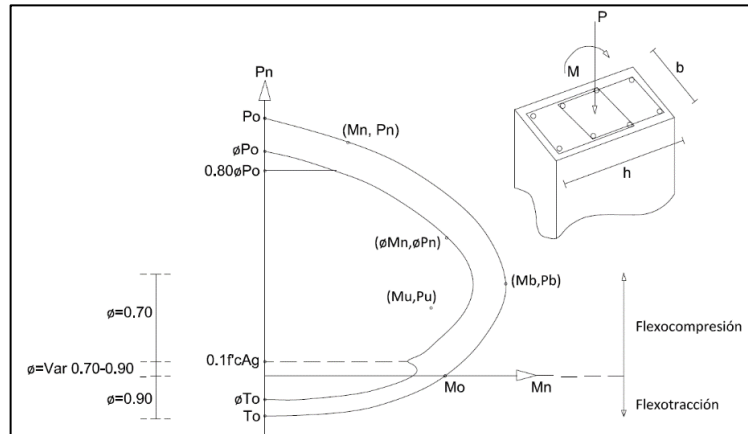 P
Pn
M
b
Po
(Mn, Pn)
øPo
0.80øPo
h
(øMn,øPn)
(Mb,Pb)
(Mu,Pu)
ø=0.70
Flexocompresión
0.1f'cAg
ø=Var 0.70-0.90
Mo
Mn
ø=0.90
øTo
Flexotracción
To